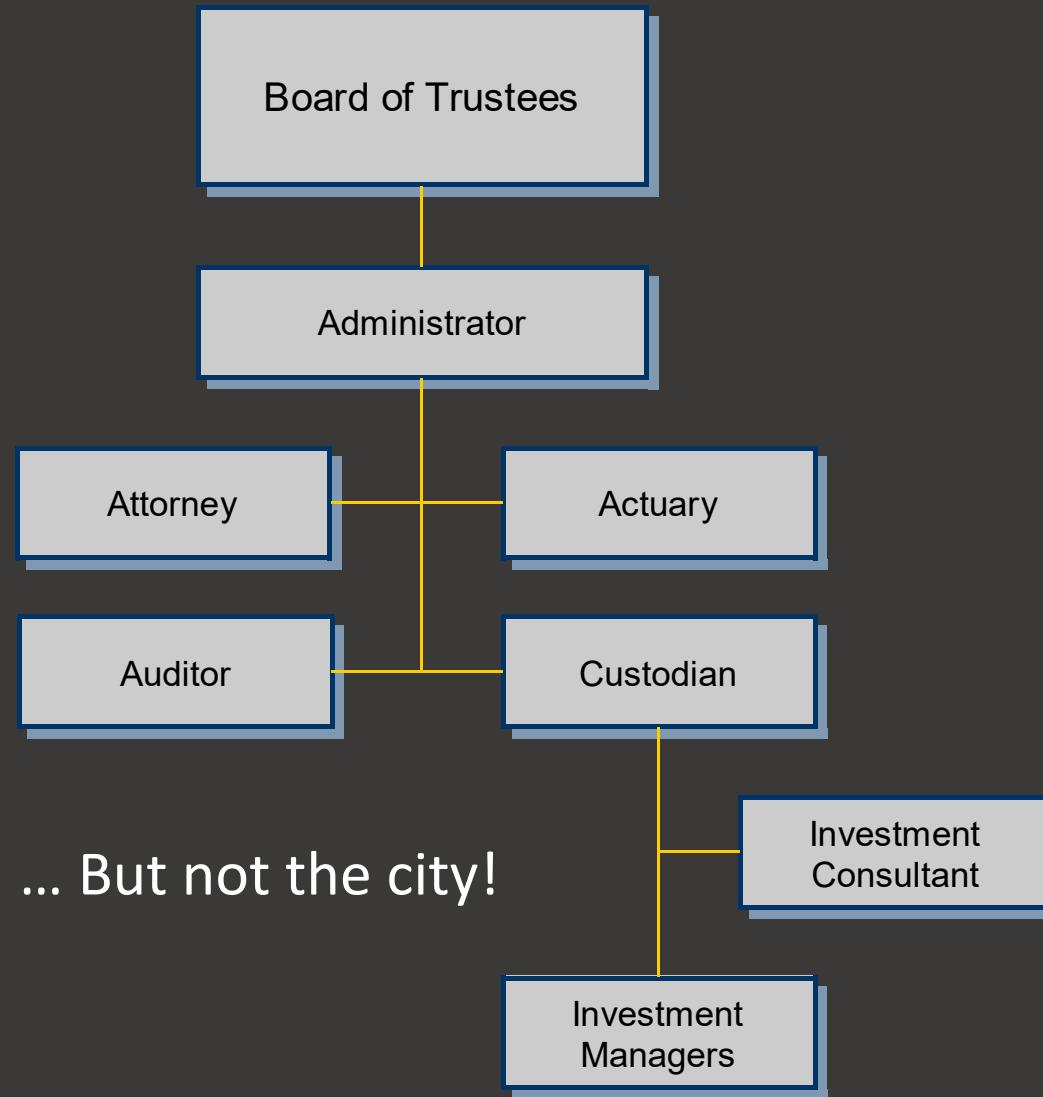 Board of Trustees
Administrator
Attorney
Actuary
Auditor
Custodian
Investment
Consultant
... But not the city!
Investment
Managers